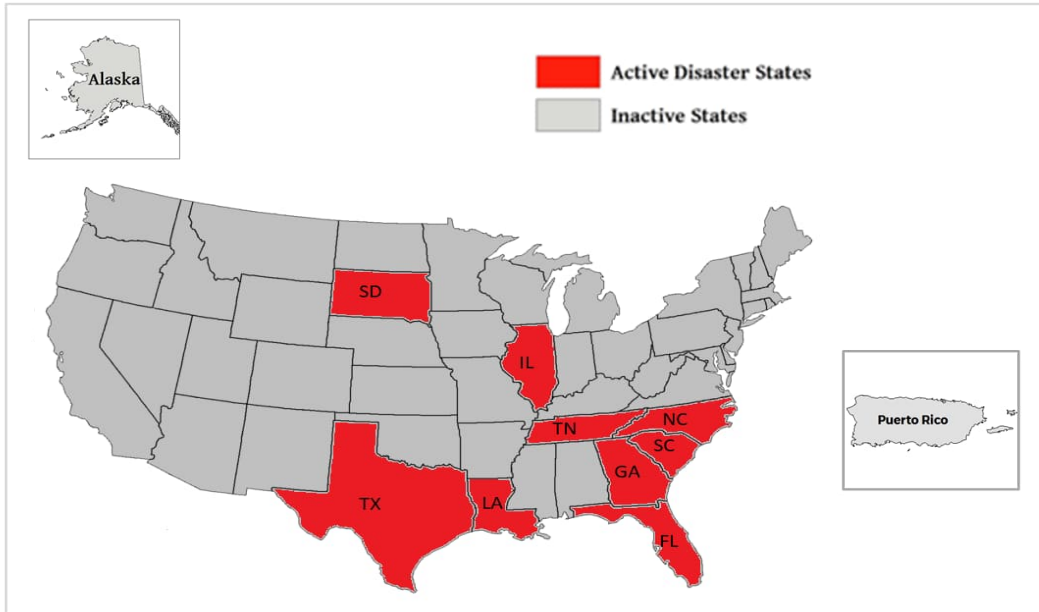 Alaska
Active Disaster States
Inactive States
SD
IL
TN
NC
SC
GA
TX
LA
FL
Puerto Rico